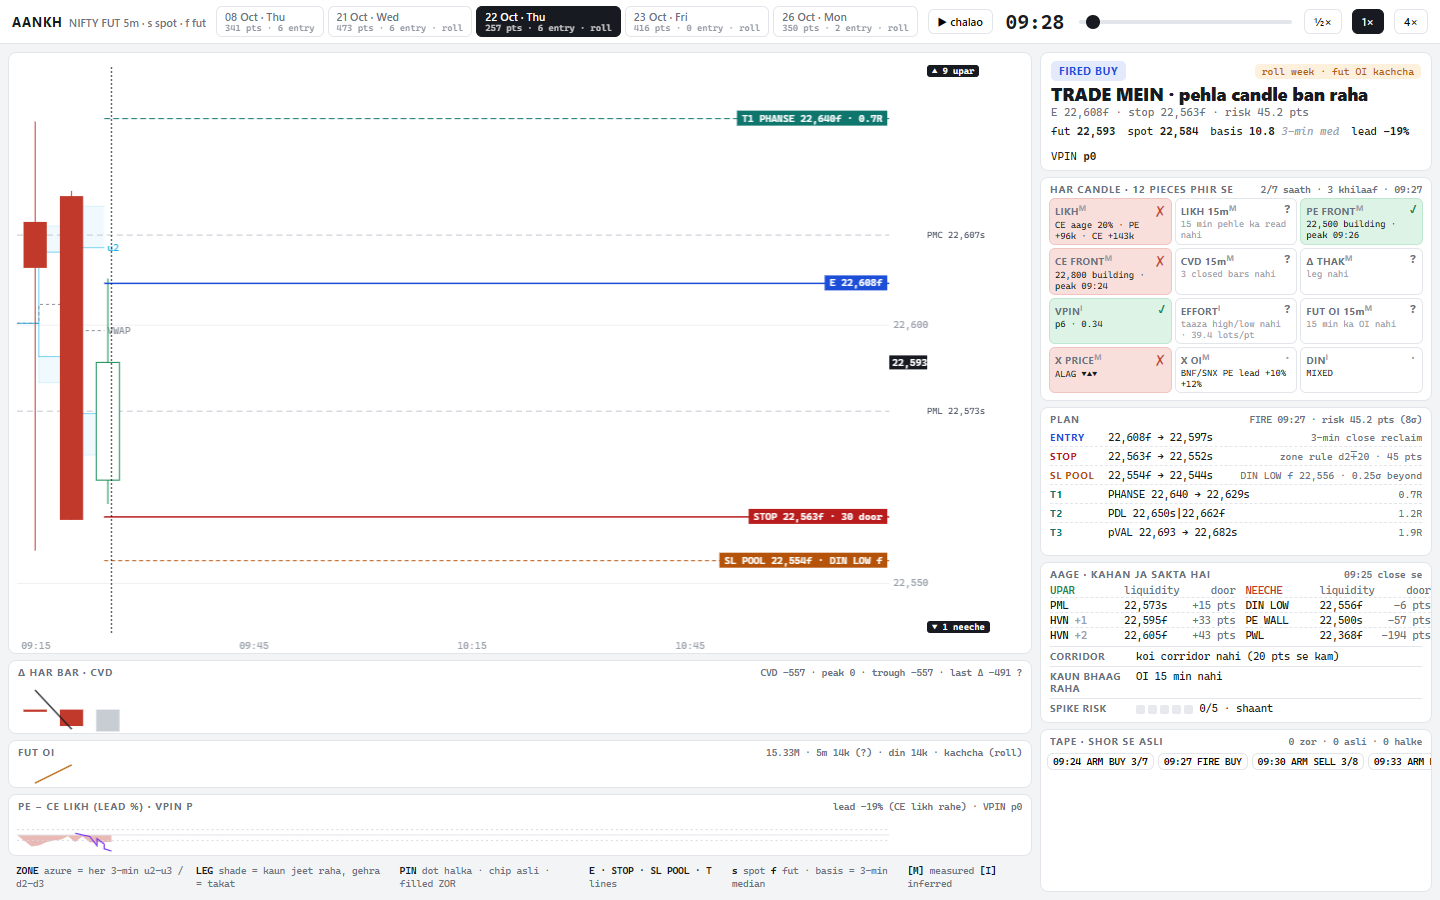 AANKH NIFTY FUT 5m · s spot · f fut
08 Oct · Thu
341 pts · 6 entry
21 Oct · Wed
473 pts · 6 entry · roll
22 Oct · Thu
257 pts · 6 entry · roll
23 Oct · Fri
416 pts · 0 entry · roll
26 Oct · Mon
350 pts · 2 entry · roll
▶ chalao 09:28 ½× 1× 4×
▲ 9 upar
T1 PHANSE 22,640f · 0.7R
PMC 22,607s
u2
E 22,608f
22,600
VWAP
22,593
PML 22,573s
STOP 22,563f · 30 door
SL POOL 22,554f · DIN LOW f
22,550
▼ 1 neeche
09:15 09:45 10:15 10:45
Δ HAR BAR · CVD CVD −557 · peak 0 · trough −557 · last Δ −491 ?
FUT OI 15.33M · 5m 14k (?) · din 14k · kachcha (roll)
PE − CE LIKH (LEAD %) · VPIN P lead −19% (CE likh rahe) · VPIN p0
ZONE azure = her 3−min u2−u3 / d2−d3
LEG shade = kaun jeet raha, gehra = takat
PIN dot halka · chip asli · filled ZOR
E · STOP · SL POOL · T lines
s spot f fut · basis = 3−min median
[M] measured [I] inferred
FIRED BUY roll week · fut OI kachcha
TRADE MEIN · pehla candle ban raha
E 22,608f · stop 22,563f · risk 45.2 pts
fut 22,593 spot 22,584 basis 10.8 3−min med lead −19%
VPIN p0
HAR CANDLE · 12 PIECES PHIR SE 2/7 saath · 3 khilaaf · 09:27
LIKHM ✗
CE aage 20% · PE +96k · CE +143k
LIKH 15mM ?
15 min pehle ka read nahi
PE FRONTM ✓
22,500 building · peak 09:26
CE FRONTM ✗
22,800 building · peak 09:24
CVD 15mM ?
3 closed bars nahi
Δ THAKM ?
leg nahi
VPINI ✓
p6 · 0.34
EFFORTI ?
taaza high/low nahi · 39.4 lots/pt
FUT OI 15mM ?
15 min ka OI nahi
X PRICEM ✗
ALAG ▼▲▼
X OIM ·
BNF/SNX PE lead +10% +12%
DINI ·
MIXED
PLAN FIRE 09:27 · risk 45.2 pts (8σ)
ENTRY 22,608f → 22,597s 3−min close reclaim
STOP 22,563f → 22,552s zone rule d2∓20 · 45 pts
SL POOL 22,554f → 22,544s DIN LOW f 22,556 · 0.25σ beyond
T1 PHANSE 22,640 → 22,629s 0.7R
T2 PDL 22,650s|22,662f 1.2R
T3 pVAL 22,693 → 22,682s 1.9R
AAGE · KAHAN JA SAKTA HAI 09:25 close se
UPAR liquidity door NEECHE liquidity door
PML 22,573s +15 pts DIN LOW 22,556f −6 pts
HVN +1 22,595f +33 pts PE WALL 22,500s −57 pts
HVN +2 22,605f +43 pts PWL 22,368f −194 pts
CORRIDOR koi corridor nahi (20 pts se kam)
KAUN BHAAG RAHA OI 15 min nahi
SPIKE RISK 0/5 · shaant
TAPE · SHOR SE ASLI 0 zor · 0 asli · 0 halke
09:24 ARM BUY 3/7 09:27 FIRE BUY 09:30 ARM SELL 3/8 09:33 ARM